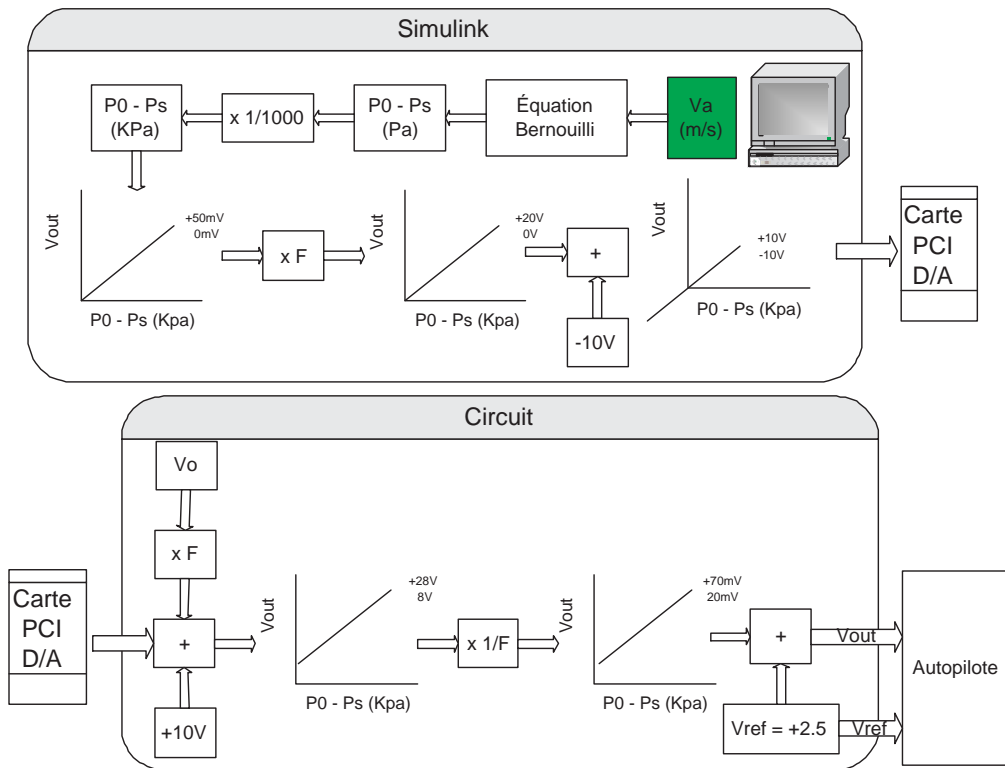 Simulink
P0 - Ps
(KPa)
x 1/1000
P0 - Ps
(Pa)
Équation
Bernouilli
Va
(m/s)
Vout
+50mV
0mV
P0 - Ps (Kpa)
x F
Vout
+20V
0V
P0 - Ps (Kpa)
+
-10V
Vout
+10V
-10V
P0 - Ps (Kpa)
Carte
PCI
D/A
Circuit
Vo
x F
Carte
PCI
D/A
+
+10V
Vout
+28V
8V
P0 - Ps (Kpa)
x 1/F
Vout
+70mV
20mV
P0 - Ps (Kpa)
+
Vout
Vref = +2.5
Vref
Autopilote